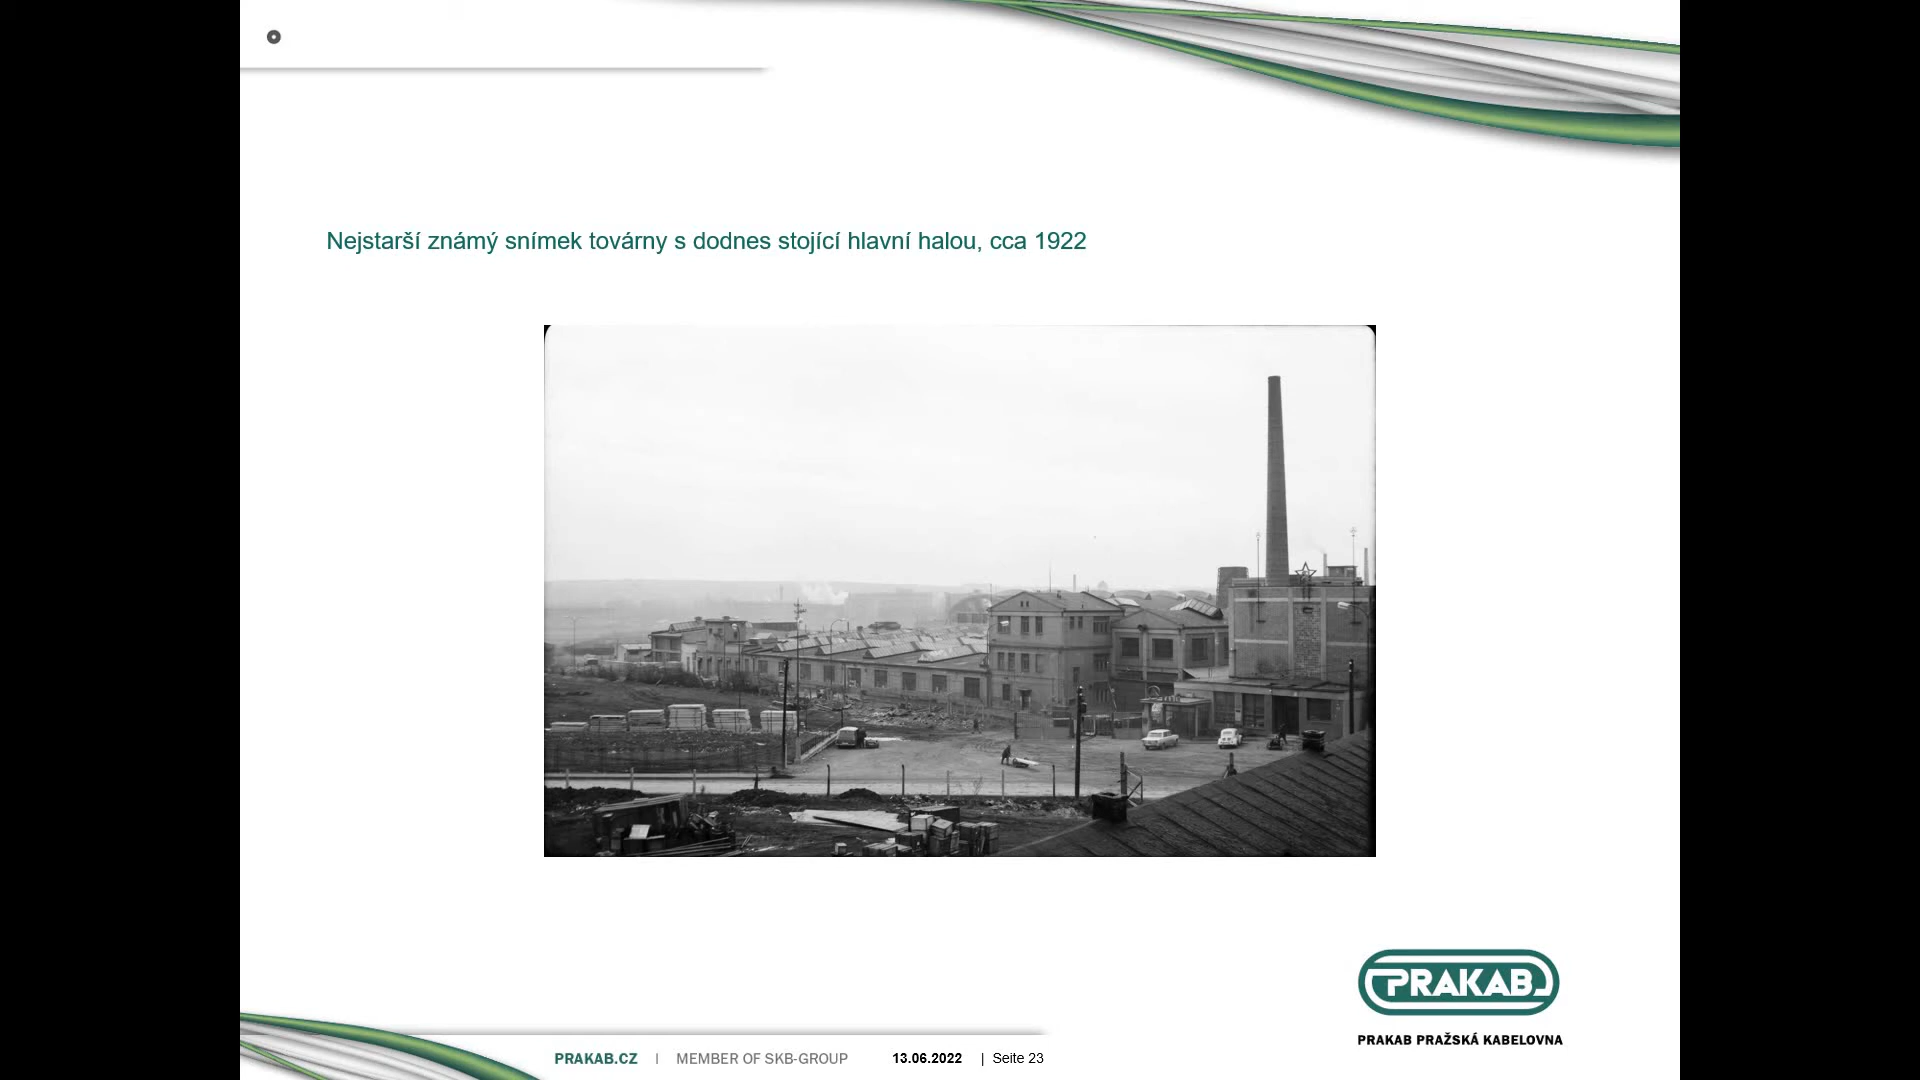 Nejstarší známý snímek továrny s dodnes stojící hlavní halou, cca 1922
PRAKAB
PRAKAB PRAŽSKÁ KABELOVNA
PRAKAB.CZ | MEMBER OF SKB-GROUP 13.06.2022 | Seite 23